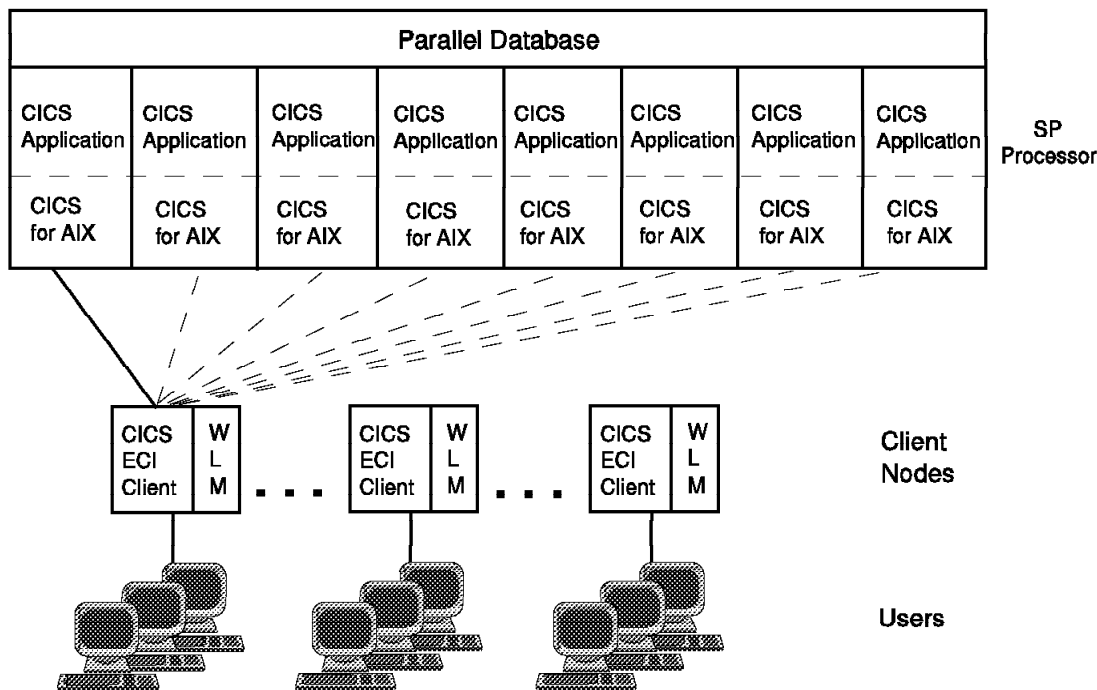 Parallel Database
CICS Application
CICS Application
CICS Application
CICS Application
CICS Application
CICS Application
CICS Application
CICS Application
SP Processor
CICS for AIX
CICS for AIX
CICS for AIX
CICS for AIX
CICS for AIX
CICS for AIX
CICS for AIX
CICS for AIX
CICS ECI Client
W L M
CICS ECI Client
W L M
CICS ECI Client
W L M
Client Nodes
Users